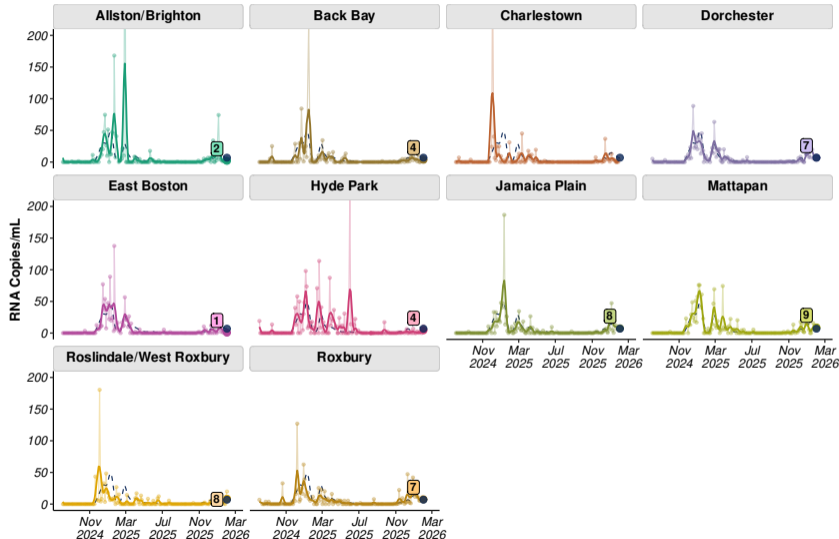 Allston/Brighton Back Bay Charlestown Dorchester
200
150
100
50
0
2 4 7
East Boston Hyde Park Jamaica Plain Mattapan
200
150
100
50
0
1 4 8 9
RNA Copies/mL
Nov Mar Jul Nov Mar Nov Mar Jul Nov Mar
2024 2025 2025 2025 2026 2024 2025 2025 2025 2026
Roslindale/West Roxbury Roxbury
200
150
100
50
0
8 7
Nov Mar Jul Nov Mar Nov Mar Jul Nov Mar
2024 2025 2025 2025 2026 2024 2025 2025 2025 2026